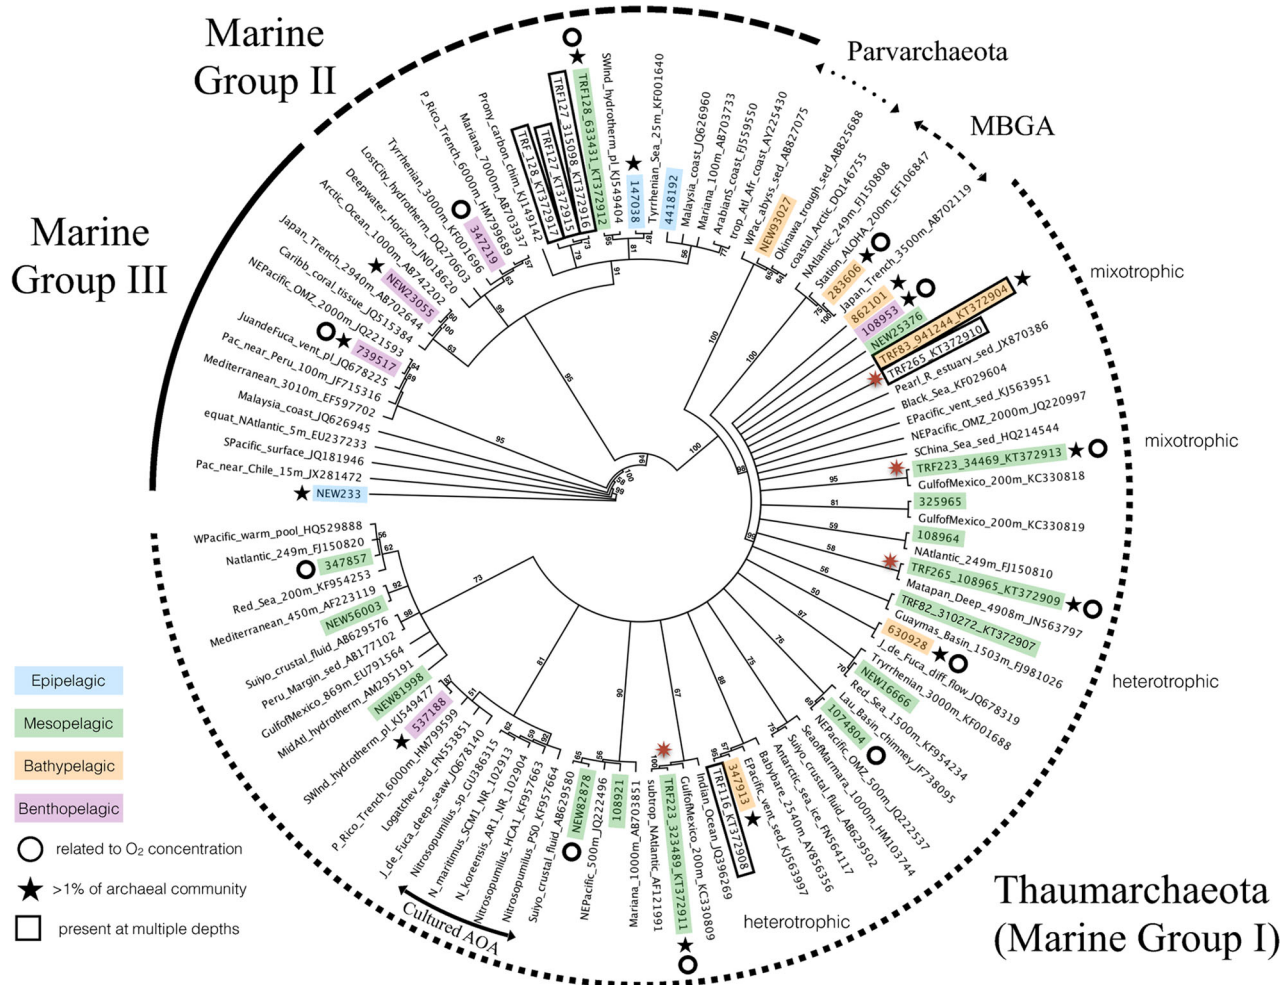 Marine
Group II
Parvarchaeota
MBGA
Marine
Group III
mixotrophic
mixotrophic
heterotrophic
heterotrophic
Thaumarchaeota
(Marine Group I)
Cultured AOA
Pac_near_Chile_15m_JX281472
NEW233
SPacific_surface_JQ181946
equat_NAtlantic_5m_EU237233
Malaysia_coast_JQ626945
Mediterranean_3010m_EF597702
Pac_near_Peru_100m_JF715316
JuandeFuca_vent_pl_JQ678225
739517
NEPacific_OMZ_2000m_JQ221593
Caribb_coral_tissue_JQ515384
Japan_Trench_2940m_AB702644
NEW23055
Arctic_Ocean_1000m_AB742202
Deepwater_Horizon_JN018620
LostCity_hydrotherm_DQ270603
Tyrrhenian_3000m_KF001696
347219
P_Rico_Trench_6000m_HM799689
Mariana_7000m_AB703937
Prony_carbon_chim_KJ149142
TRF_128_KT372917
TRF127_KT372915
TRF127_315098_KT372916
TRF128_633431_KT372912
SWInd_hydrotherm_pl_KJ549404
147038
Tyrrhenian_Sea_25m_KF001640
4418192
Malaysia_coast_JQ626960
Mariana_100m_AB703733
ArabianS_coast_FJ559550
trop_Atl_Afr_coast_AY225430
WPac_abyss_sed_AB827075
NEW93027
Okinawa_trough_sed_AB825688
coastal_Arctic_DQ146755
NAtlantic_249m_FJ150808
Station_ALOHA_200m_EF106847
283606
Japan_Trench_3500m_AB702119
862101
108953
NEW25376
TRF83_941244_KT372904
TRF265_KT372910
Pearl_R_estuary_sed_JX870386
Black_Sea_KF029604
EPacific_vent_sed_KJ563951
NEPacific_OMZ_2000m_JQ220997
SChina_Sea_sed_HQ214544
TRF223_34469_KT372913
GulfofMexico_200m_KC330818
325965
GulfofMexico_200m_KC330819
108964
NAtlantic_249m_FJ150810
TRF265_108965_KT372909
Matapan_Deep_4908m_JN563797
TRF82_310272_KT372907
Guaymas_Basin_1503m_FJ981026
630928
J_de_Fuca_diff_flow_JQ678319
Tryrrhenian_3000m_KF001688
NEW16666
Red_Sea_1500m_KF954234
Lau_Basin_chimney_JF738095
1074804
NEPacific_OMZ_500m_JQ222537
SeaofMarmara_1000m_HM103744
Suiyo_crustal_fluid_AB629502
Antarctic_sea_ice_FN564117
Babybare_2540m_AY856356
EPacific_vent_sed_KJ563997
347913
TRF116_KT372908
Indian_Ocean_JQ396269
GulfofMexico_200m_KC330809
TRF223_323489_KT372911
subtrop_NAtlantic_AF121991
Mariana_1000m_AB703851
108921
NEPacific_500m_JQ222496
NEW82878
Suiyo_crustal_fluid_AB629580
Nitrosopumilus_PS0_KF957664
Nitrosopumilus_HCA1_KF957663
N_koreensis_AR1_NR_102904
N_maritimus_SCM1_NR_102913
Nitrosopumilus_sp_GU386315
J_de_Fuca_deep_seaw_JQ678140
Logatchev_sed_FN553851
P_Rico_Trench_6000m_HM799599
537188
SWInd_hydrotherm_pl_KJ549477
NEW81998
MidAtl_hydrotherm_AM295191
GulfofMexico_869m_EU791564
Peru_Margin_sed_AB177102
Suiyo_crustal_fluid_AB629576
NEW56003
Mediterranean_450m_AF223119
Red_Sea_200m_KF954253
347857
Natlantic_249m_FJ150820
WPacific_warm_pool_HQ529888
Epipelagic
Mesopelagic
Bathypelagic
Benthopelagic
related to O₂ concentration
>1% of archaeal community
present at multiple depths